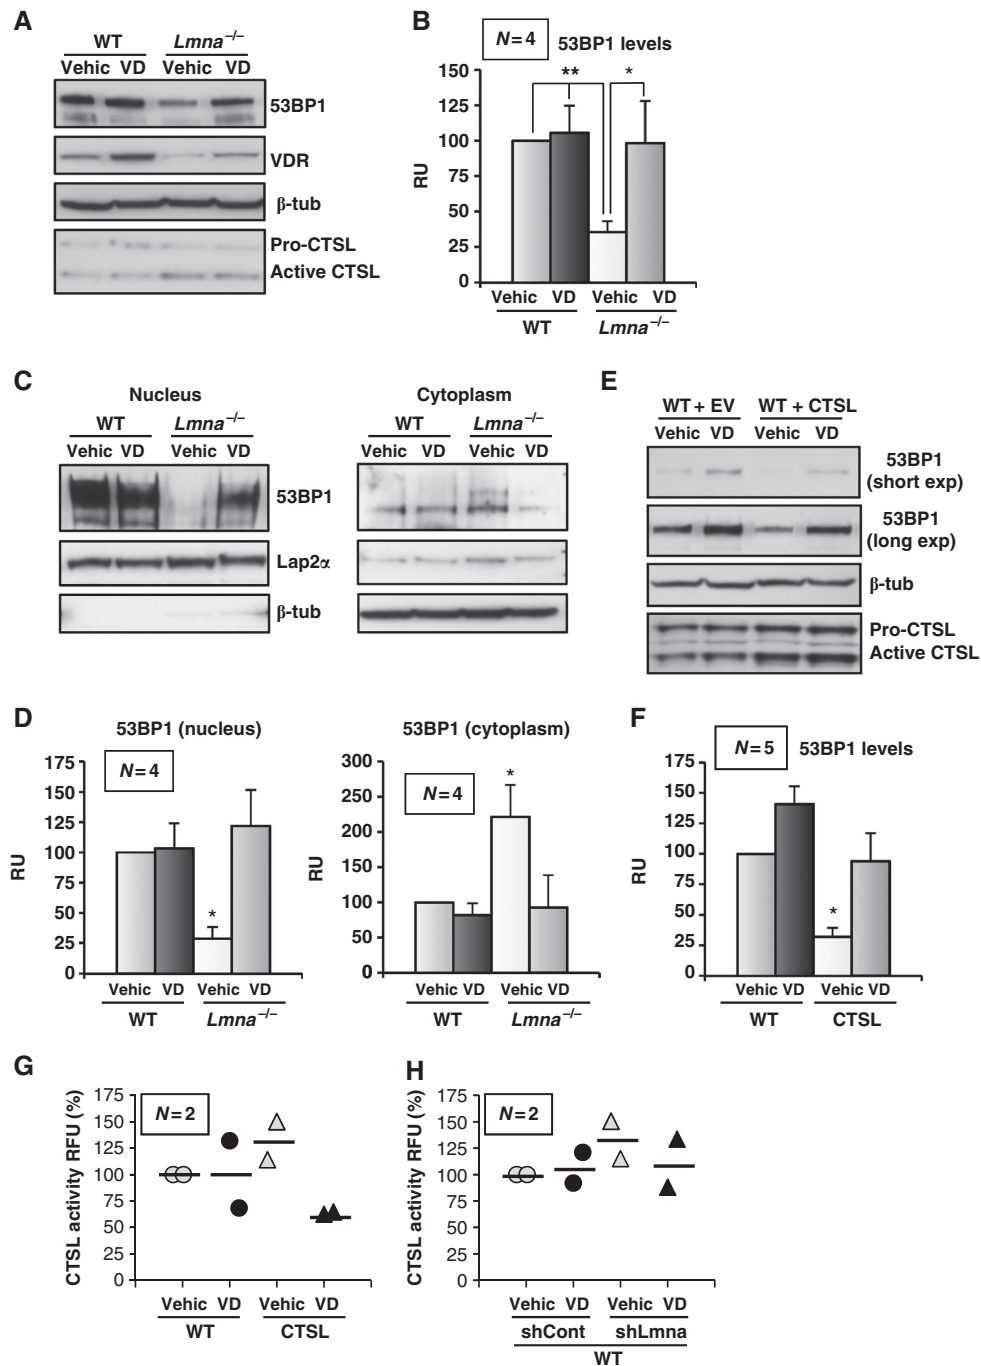 A
WT Lmna−/−
Vehic VD Vehic VD
53BP1
VDR
β-tub
Pro-CTSL
Active CTSL
B
N=4
53BP1 levels
** *
150
125
100
75
50
25
0
RU
Vehic VD Vehic VD
WT Lmna−/−
C
Nucleus
WT Lmna−/−
Vehic VD Vehic VD
53BP1
Lap2α
β-tub
Cytoplasm
WT Lmna−/−
Vehic VD Vehic VD
E
WT + EV WT + CTSL
Vehic VD Vehic VD
53BP1
(short exp)
53BP1
(long exp)
β-tub
Pro-CTSL
Active CTSL
D
53BP1 (nucleus)
N=4
175
150
125
100
75
50
25
0
RU
*
Vehic VD Vehic VD
WT Lmna−/−
53BP1 (cytoplasm)
N=4
300
250
200
150
100
50
0
RU
*
Vehic VD Vehic VD
WT Lmna−/−
F
N=5
53BP1 levels
175
150
125
100
75
50
25
0
RU
*
Vehic VD Vehic VD
WT CTSL
G
N=2
175
150
125
100
75
50
25
0
CTSL activity RFU (%)
Vehic VD Vehic VD
WT CTSL
H
N=2
175
150
125
100
75
50
25
0
CTSL activity RFU (%)
Vehic VD Vehic VD
shCont shLmna
WT